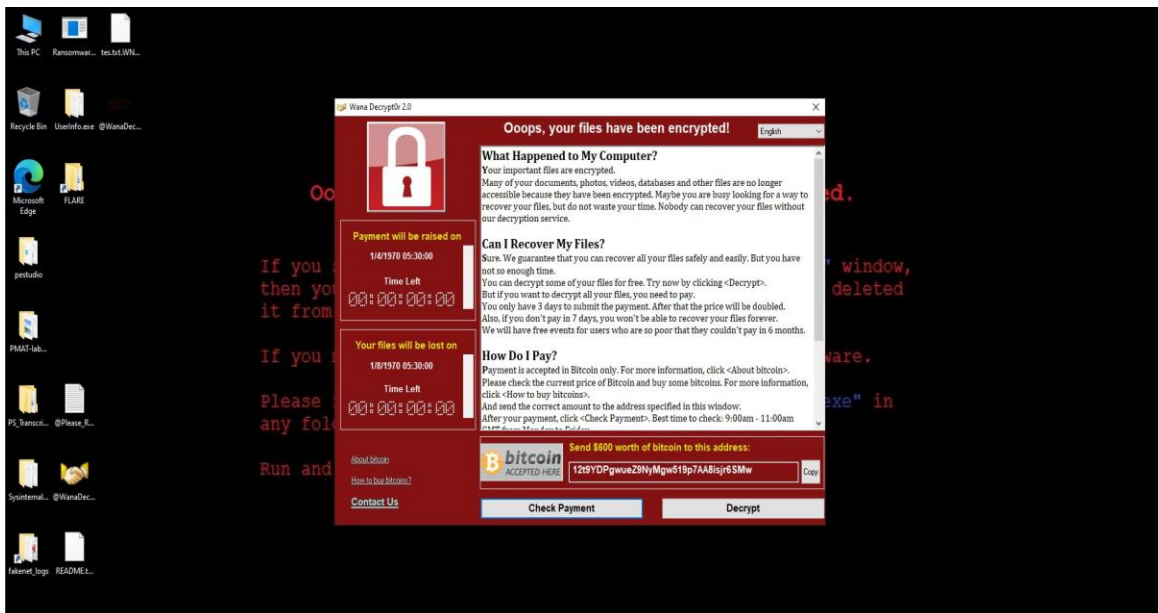 This PC
Ransomwar...
tes.txt.WN...
Recycle Bin
UserInfo.exe
@WanaDec...
Microsoft
Edge
FLARE
pestudio
PMAT-lab...
PS_Transcri...
@Please_R...
Sysinternal...
@WanaDec...
fakenet_logs
README.t...
Oo
ed.
If you
" window,
then you
deleted
it from
If you
ware.
Please
exe" in
any fol
Run and
Wana Decrypt0r 2.0
Ooops, your files have been encrypted!
English
Payment will be raised on
1/4/1970 05:30:00
Time Left
00:00:00:00
Your files will be lost on
1/8/1970 05:30:00
Time Left
00:00:00:00
About bitcoin
How to buy bitcoins?
Contact Us
What Happened to My Computer?
Your important files are encrypted.
Many of your documents, photos, videos, databases and other files are no longer
accessible because they have been encrypted. Maybe you are busy looking for a way to
recover your files, but do not waste your time. Nobody can recover your files without
our decryption service.
Can I Recover My Files?
Sure. We guarantee that you can recover all your files safely and easily. But you have
not so enough time.
You can decrypt some of your files for free. Try now by clicking <Decrypt>.
But if you want to decrypt all your files, you need to pay.
You only have 3 days to submit the payment. After that the price will be doubled.
Also, if you don't pay in 7 days, you won't be able to recover your files forever.
We will have free events for users who are so poor that they couldn't pay in 6 months.
How Do I Pay?
Payment is accepted in Bitcoin only. For more information, click <About bitcoin>.
Please check the current price of Bitcoin and buy some bitcoins. For more information,
click <How to buy bitcoins>.
And send the correct amount to the address specified in this window.
After your payment, click <Check Payment>. Best time to check: 9:00am - 11:00am
GMT from Monday to Friday.
bitcoin
ACCEPTED HERE
Send $600 worth of bitcoin to this address:
12t9YDPgwueZ9NyMgw519p7AA8isjr6SMw
Copy
Check Payment
Decrypt